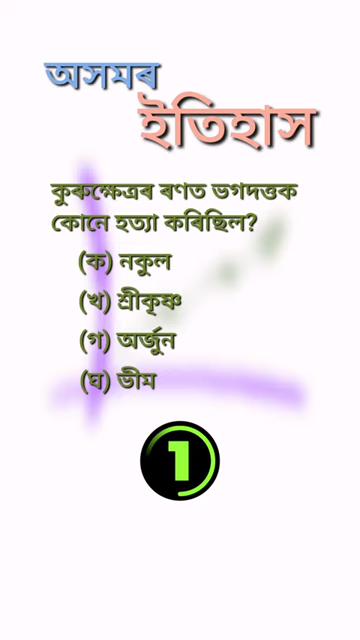 অসমৰ
ইতিহাস
কুৰুক্ষেত্ৰৰ ৰণত ভগদত্তক
কোনে হত্যা কৰিছিল?
(ক) নকুল
(খ) শ্ৰীকৃষ্ণ
(গ) অৰ্জুন
(ঘ) ভীম
1